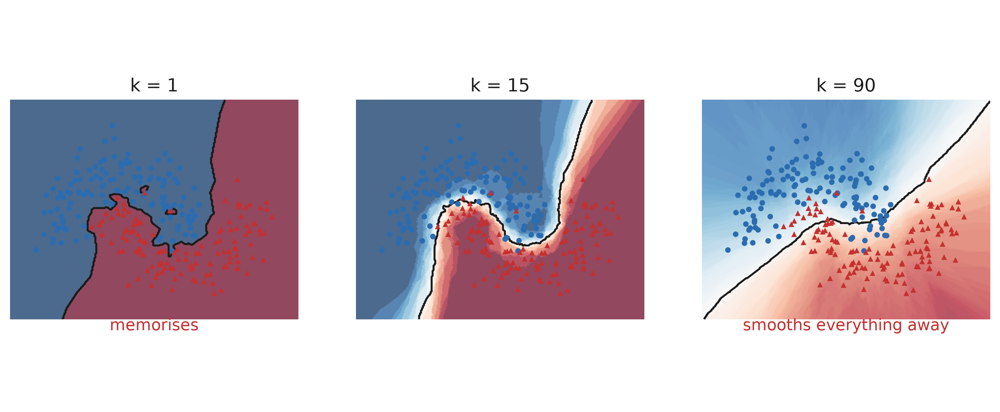 k = 1
k = 15
k = 90
memorises
smooths everything away